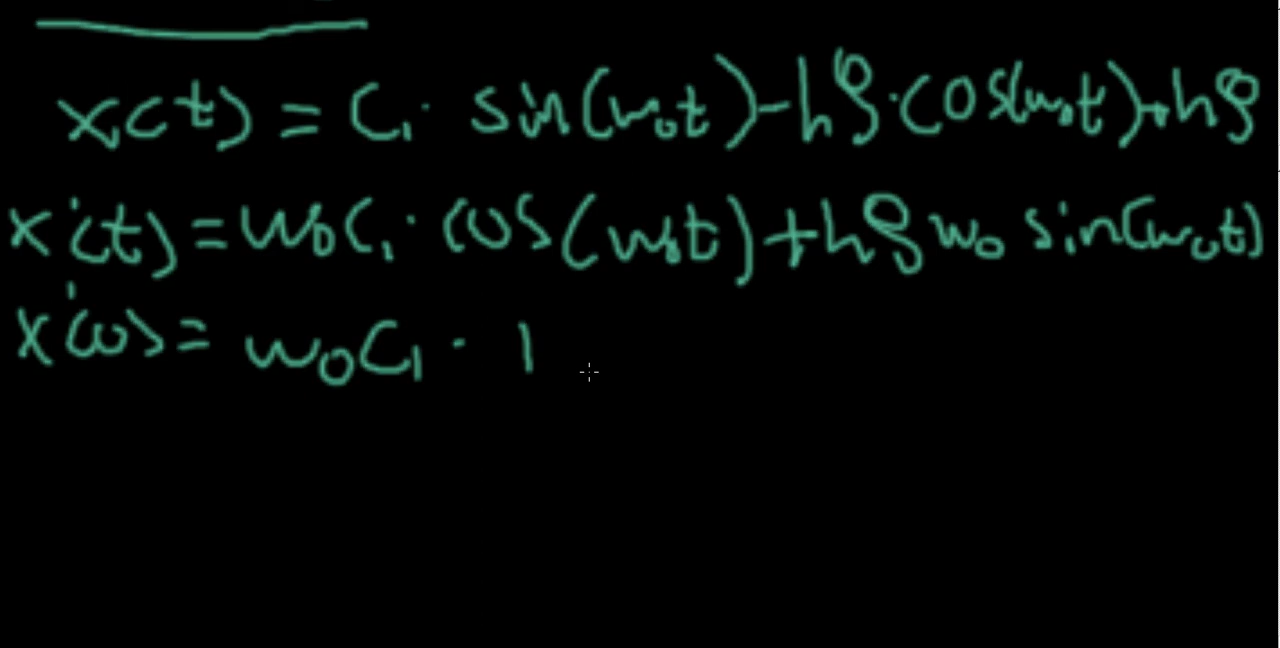 x(t) = C₁· sin(w₀t) - hg·cos(w₀t) + hg
x'(t) = w₀C₁· cos(w₀t) + hg w₀ sin(w₀t)
x'(0) = w₀C₁ · 1